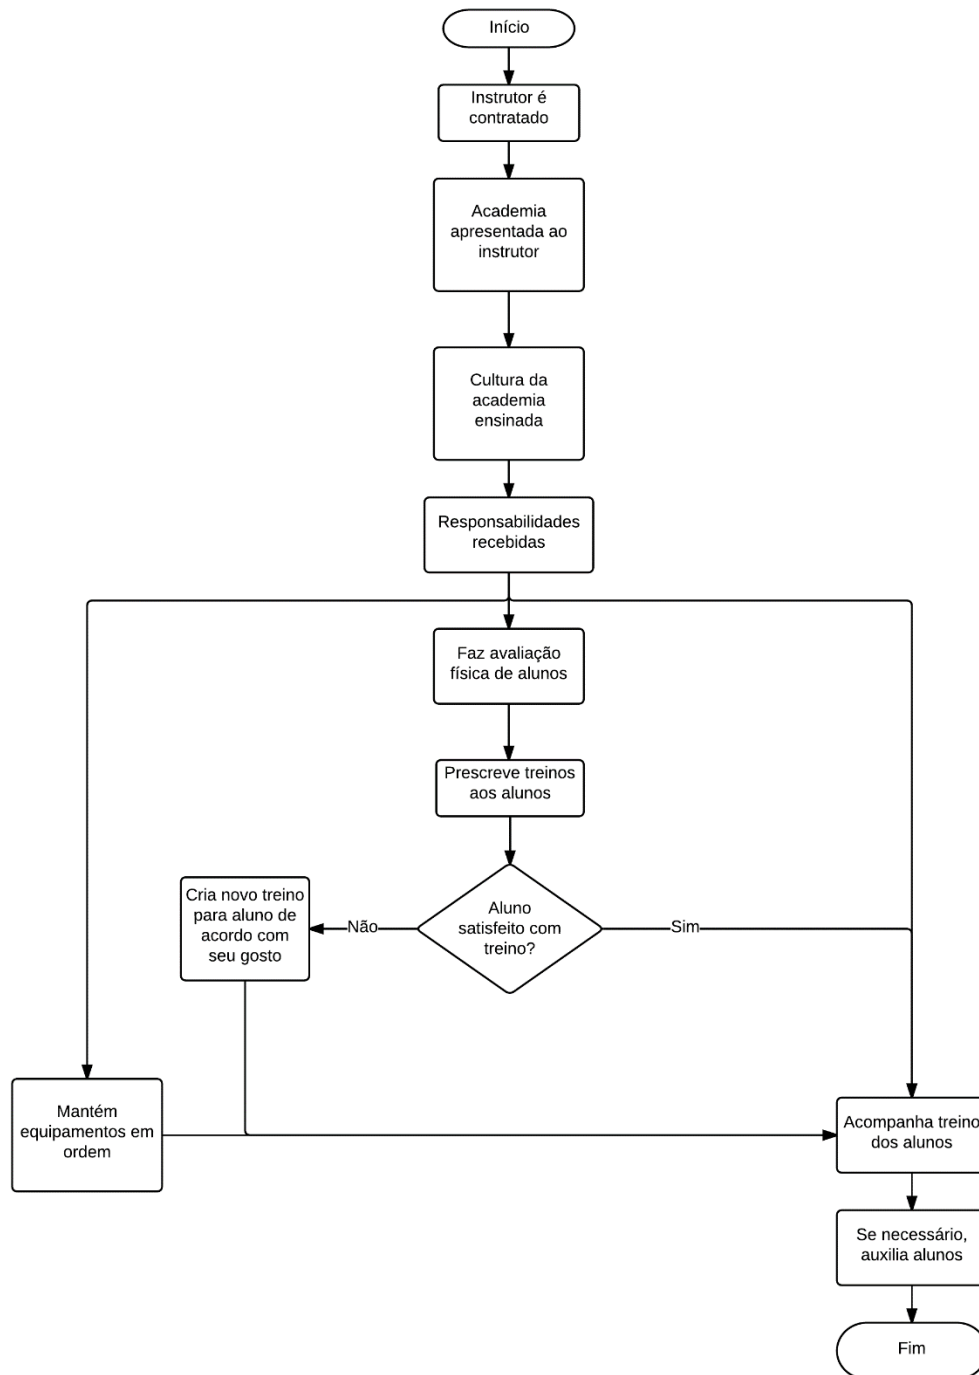 Início
Instrutor é
contratado
Academia
apresentada ao
instrutor
Cultura da
academia
ensinada
Responsabilidades
recebidas
Faz avaliação
física de alunos
Prescreve treinos
aos alunos
Aluno
satisfeito com
treino?
Não
Sim
Cria novo treino
para aluno de
acordo com
seu gosto
Mantém
equipamentos em
ordem
Acompanha treino
dos alunos
Se necessário,
auxilia alunos
Fim